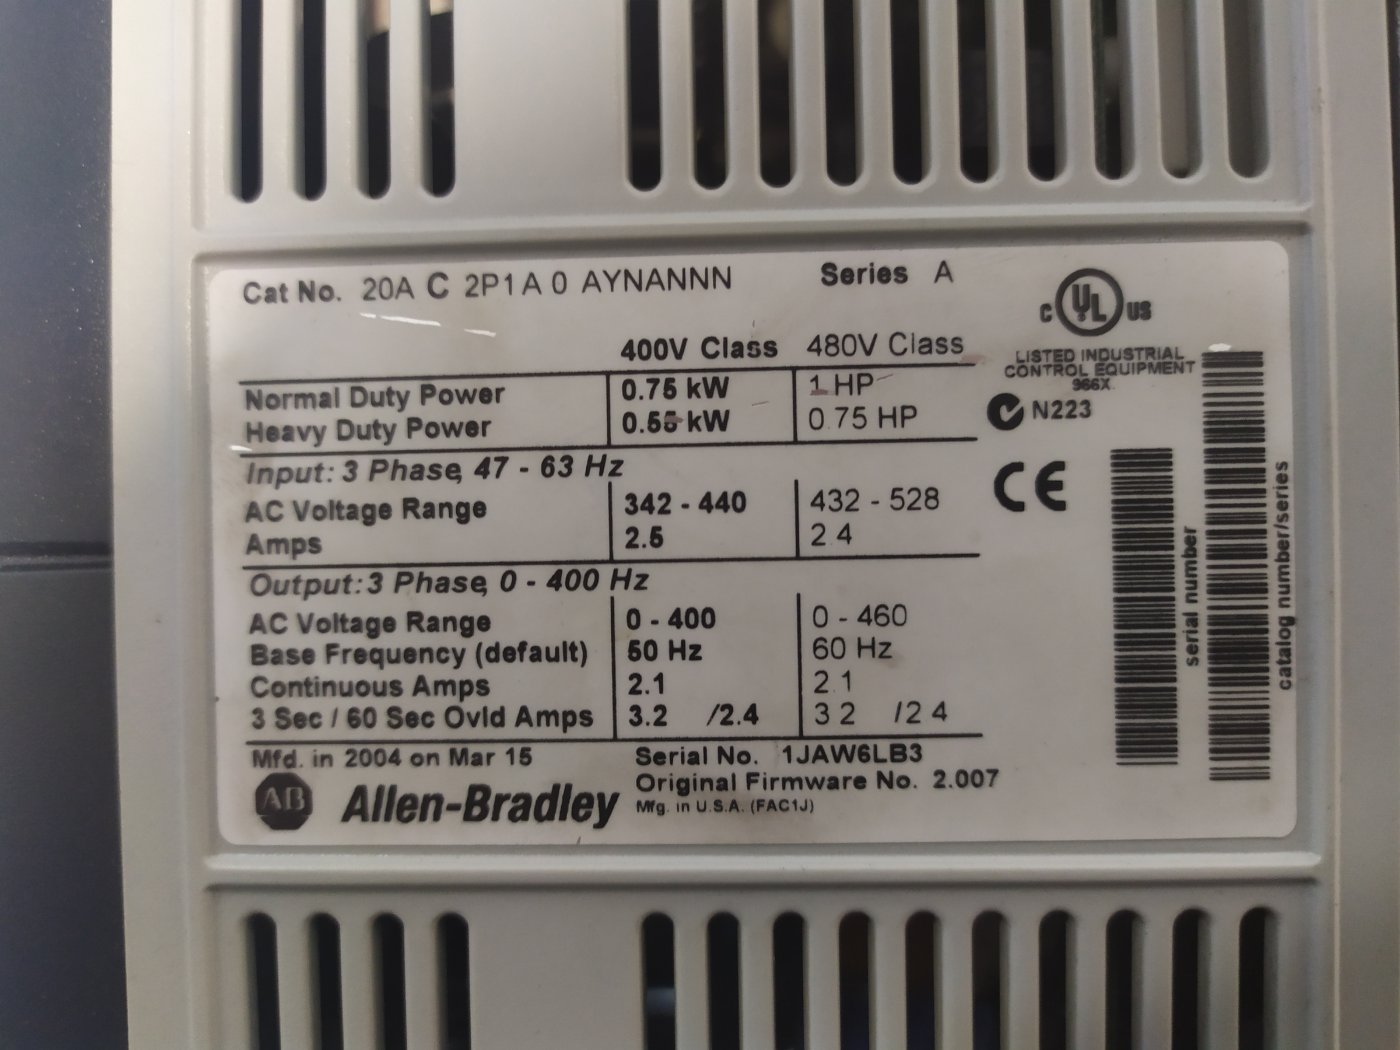 Cat No. 20A C 2P1A 0 AYNANNN Series A
C UL US
LISTED INDUSTRIAL
CONTROL EQUIPMENT
966X
N223
CE
400V Class 480V Class
Normal Duty Power 0.75 kW 1 HP
Heavy Duty Power 0.55 kW 0.75 HP
Input: 3 Phase, 47 - 63 Hz
AC Voltage Range 342 - 440 432 - 528
Amps 2.5 2.4
Output: 3 Phase, 0 - 400 Hz
AC Voltage Range 0 - 400 0 - 460
Base Frequency (default) 50 Hz 60 Hz
Continuous Amps 2.1 2.1
3 Sec / 60 Sec Ovld Amps 3.2 /2.4 3.2 /2.4
Mfd. in 2004 on Mar 15 Serial No. 1JAW6LB3
Original Firmware No. 2.007
AB Allen-Bradley Mfg. in U.S.A. (FAC1J)
serial number
catalog number/series